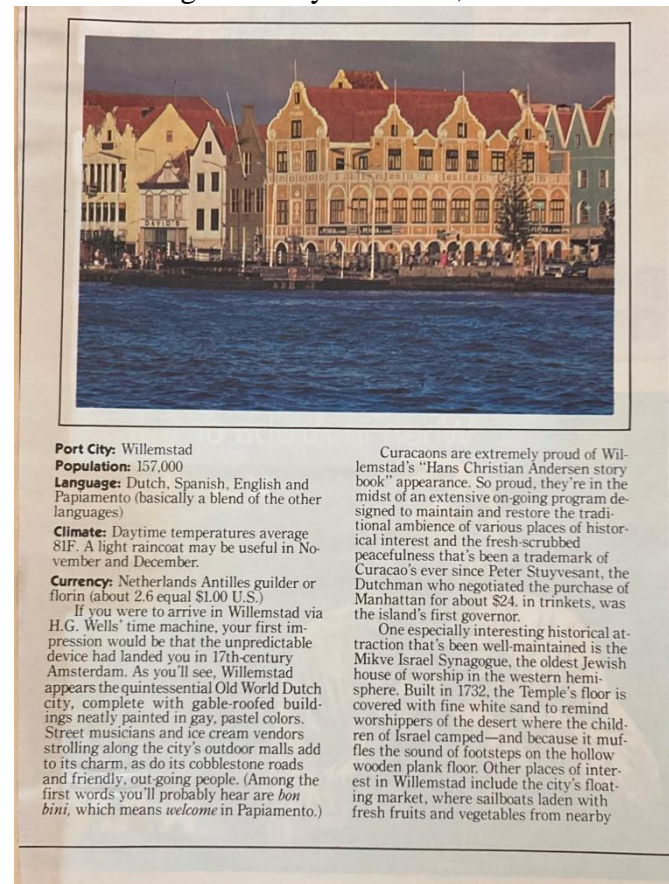 DAVID'S
PENHA
PENHA
Port City: Willemstad
Population: 157,000
Language: Dutch, Spanish, English and
Papiamento (basically a blend of the other
languages)
Climate: Daytime temperatures average
81F. A light raincoat may be useful in No-
vember and December.
Currency: Netherlands Antilles guilder or
florin (about 2.6 equal $1.00 U.S.)
If you were to arrive in Willemstad via
H.G. Wells' time machine, your first im-
pression would be that the unpredictable
device had landed you in 17th-century
Amsterdam. As you'll see, Willemstad
appears the quintessential Old World Dutch
city, complete with gable-roofed build-
ings neatly painted in gay, pastel colors.
Street musicians and ice cream vendors
strolling along the city's outdoor malls add
to its charm, as do its cobblestone roads
and friendly, out-going people. (Among the
first words you'll probably hear are bon
bini, which means welcome in Papiamento.)
Curacaons are extremely proud of Wil-
lemstad's "Hans Christian Andersen story
book" appearance. So proud, they're in the
midst of an extensive on-going program de-
signed to maintain and restore the tradi-
tional ambience of various places of histor-
ical interest and the fresh-scrubbed
peacefulness that's been a trademark of
Curacao's ever since Peter Stuyvesant, the
Dutchman who negotiated the purchase of
Manhattan for about $24. in trinkets, was
the island's first governor.
One especially interesting historical at-
traction that's been well-maintained is the
Mikve Israel Synagogue, the oldest Jewish
house of worship in the western hemi-
sphere. Built in 1732, the Temple's floor is
covered with fine white sand to remind
worshippers of the desert where the child-
ren of Israel camped—and because it muf-
fles the sound of footsteps on the hollow
wooden plank floor. Other places of inter-
est in Willemstad include the city's float-
ing market, where sailboats laden with
fresh fruits and vegetables from nearby